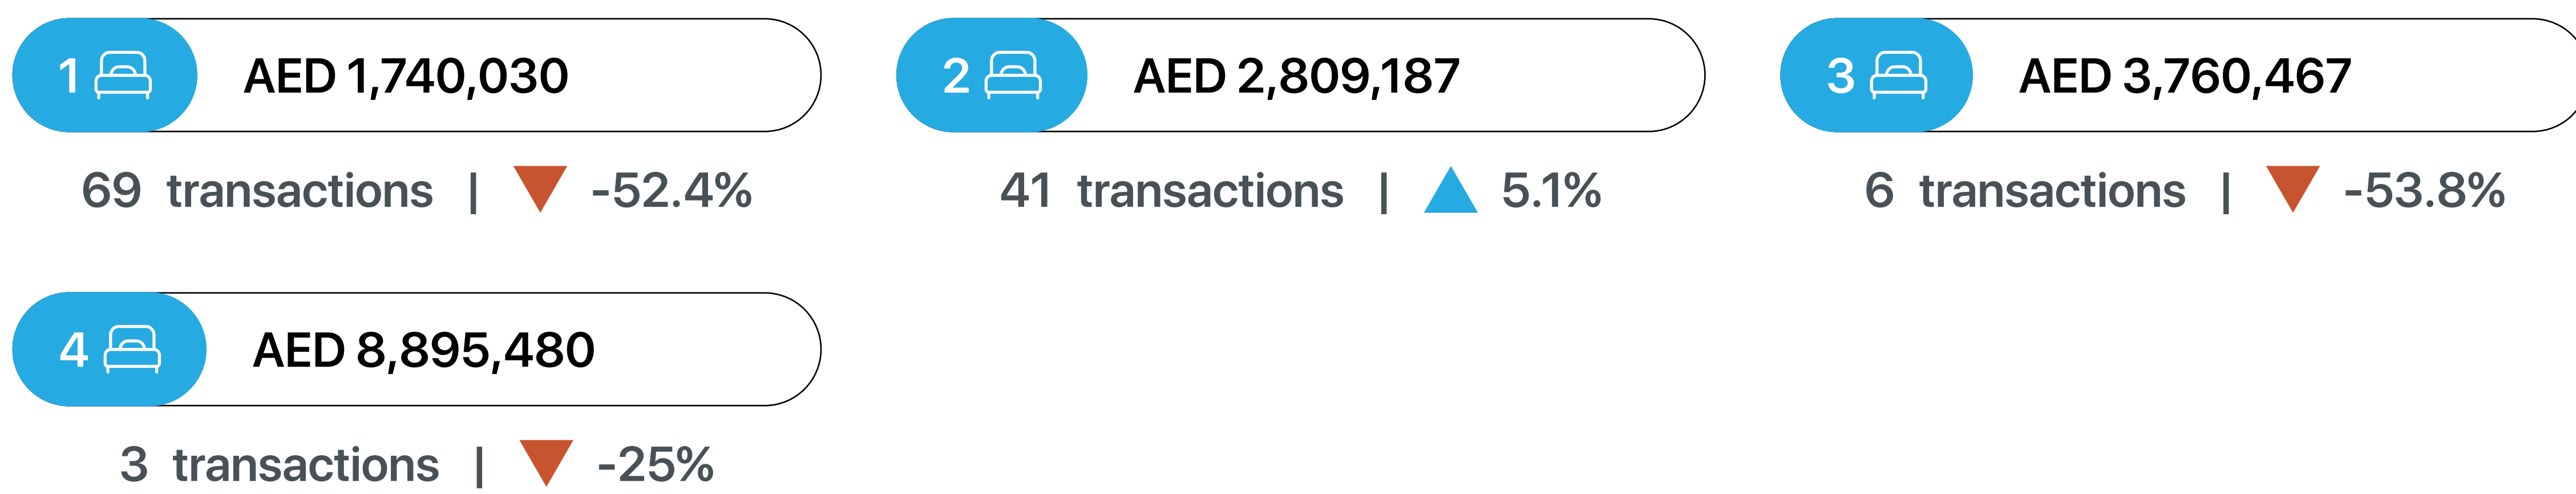 1 AED 1,740,030
69 transactions | -52.4%
2 AED 2,809,187
41 transactions | 5.1%
3 AED 3,760,467
6 transactions | -53.8%
4 AED 8,895,480
3 transactions | -25%